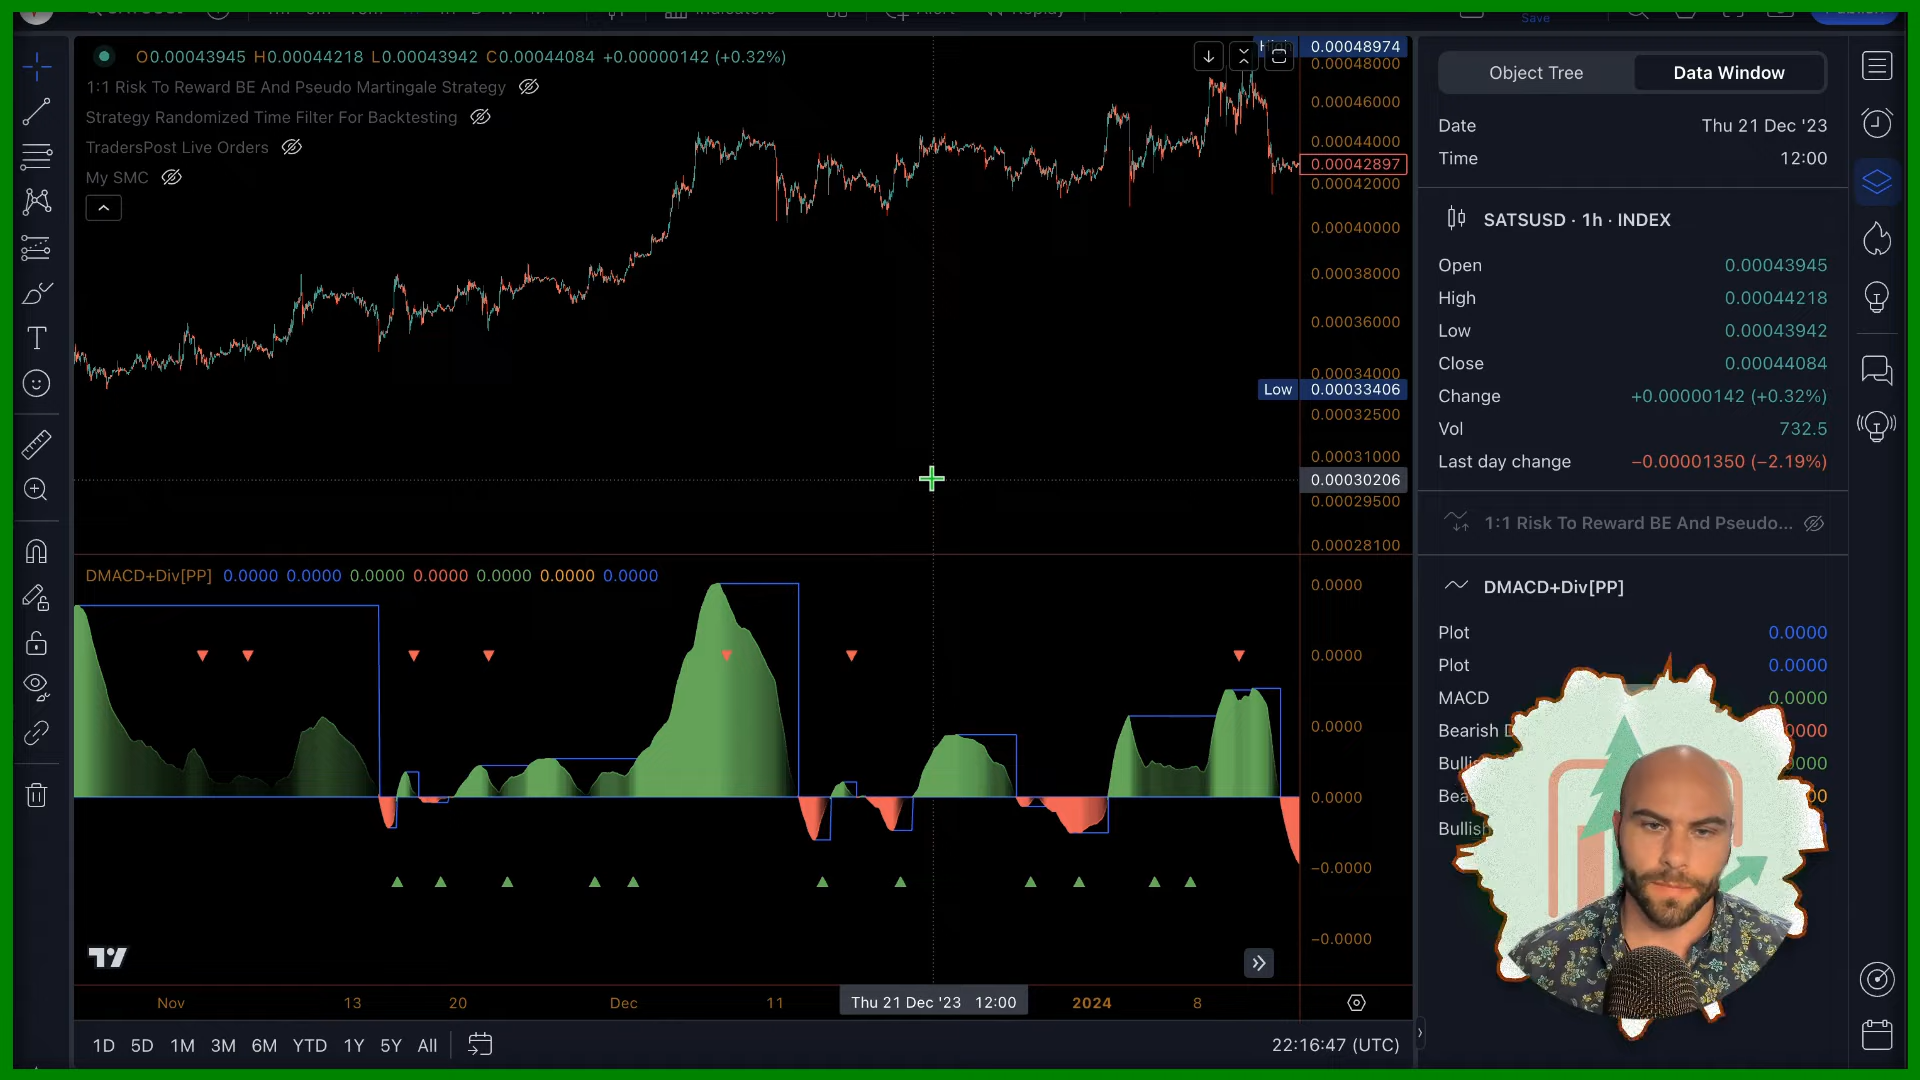 Indicators
Alert
Replay
Save
O0.00043945 H0.00044218 L0.00043942 C0.00044084 +0.00000142 (+0.32%)
1:1 Risk To Reward BE And Pseudo Martingale Strategy
Strategy Randomized Time Filter For Backtesting
TradersPost Live Orders
My SMC
High 0.00048974
0.00048000
0.00046000
0.00044000
0.00042897
0.00042000
0.00040000
0.00038000
0.00036000
0.00034000
Low 0.00033406
0.00032500
0.00031000
0.00030206
0.00029500
0.00028100
DMACD+Div[PP] 0.0000 0.0000 0.0000 0.0000 0.0000 0.0000 0.0000
0.0000
0.0000
0.0000
0.0000
−0.0000
−0.0000
Nov 13 20 Dec 11 Thu 21 Dec '23 12:00 2024 8
1D 5D 1M 3M 6M YTD 1Y 5Y All
22:16:47 (UTC)
Object Tree Data Window
Date Thu 21 Dec '23
Time 12:00
SATSUSD · 1h · INDEX
Open 0.00043945
High 0.00044218
Low 0.00043942
Close 0.00044084
Change +0.00000142 (+0.32%)
Vol 732.5
Last day change −0.00001350 (−2.19%)
1:1 Risk To Reward BE And Pseudo...
DMACD+Div[PP]
Plot 0.0000
Plot 0.0000
MACD 0.0000
Bearish